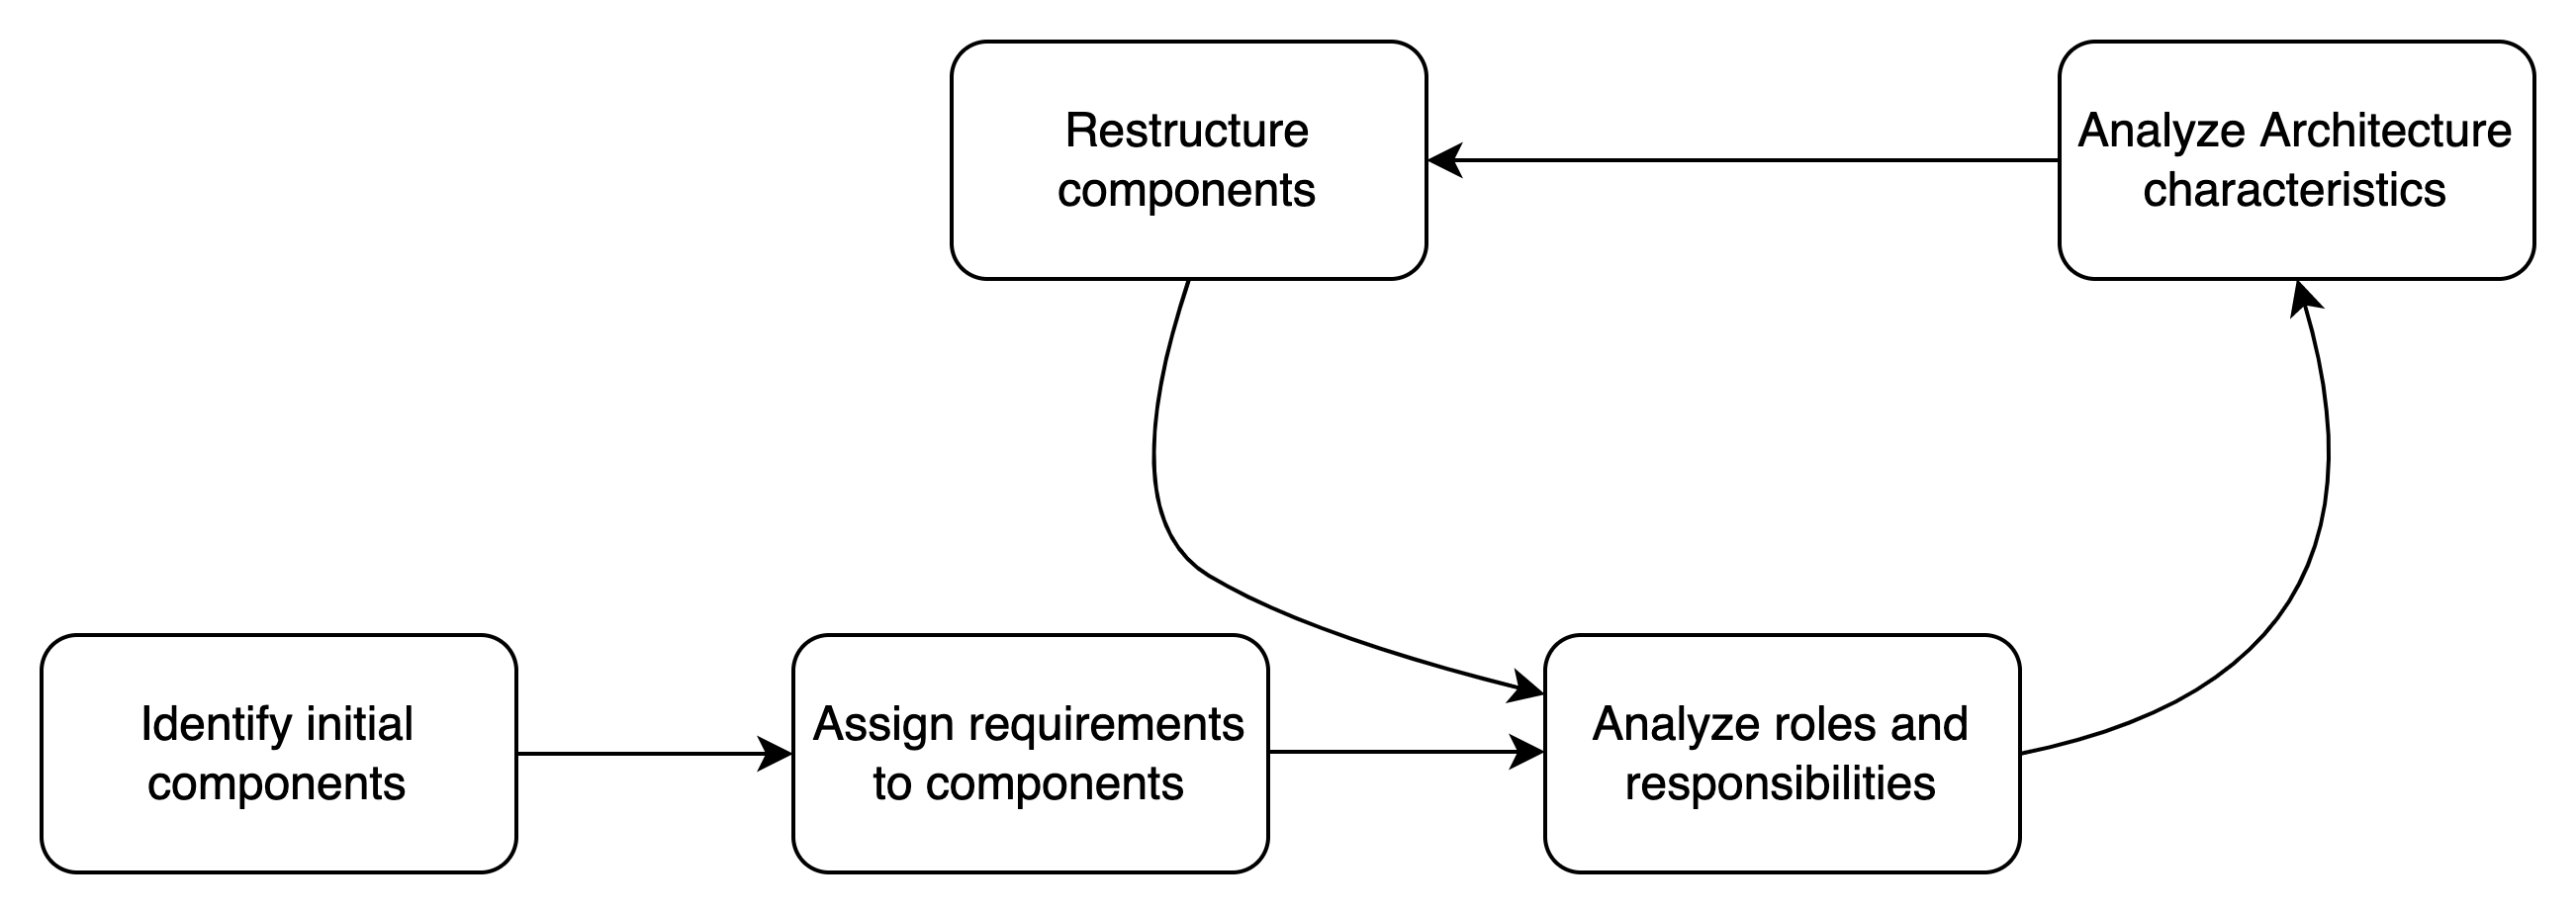 Restructure
components
Analyze Architecture
characteristics
Identify initial
components
Assign requirements
to components
Analyze roles and
responsibilities